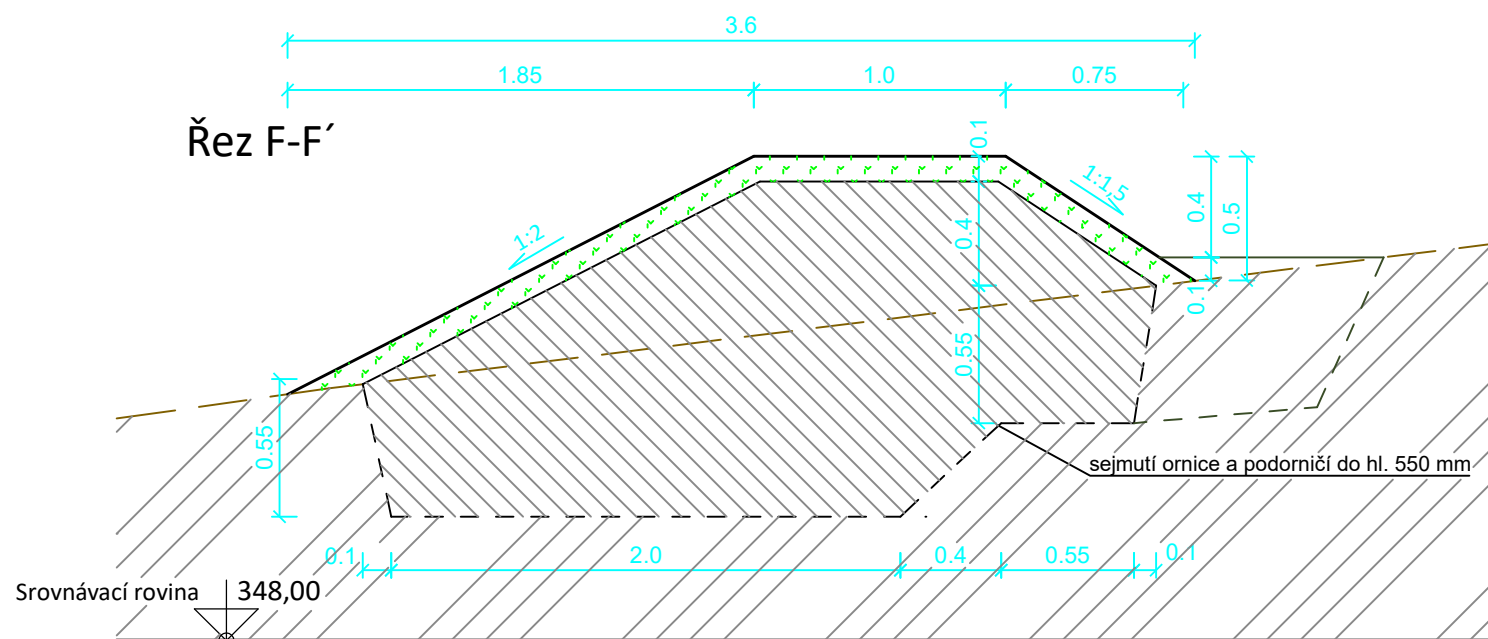 3.6
1.85 1.0 0.75
Řez F-F´
0.1
1:2
1:1,5
0.4
0.4
0.5
0.1
0.55
0.55
sejmutí ornice a podorničí do hl. 550 mm
0.1 2.0 0.4 0.55 0.1
Srovnávací rovina 348,00